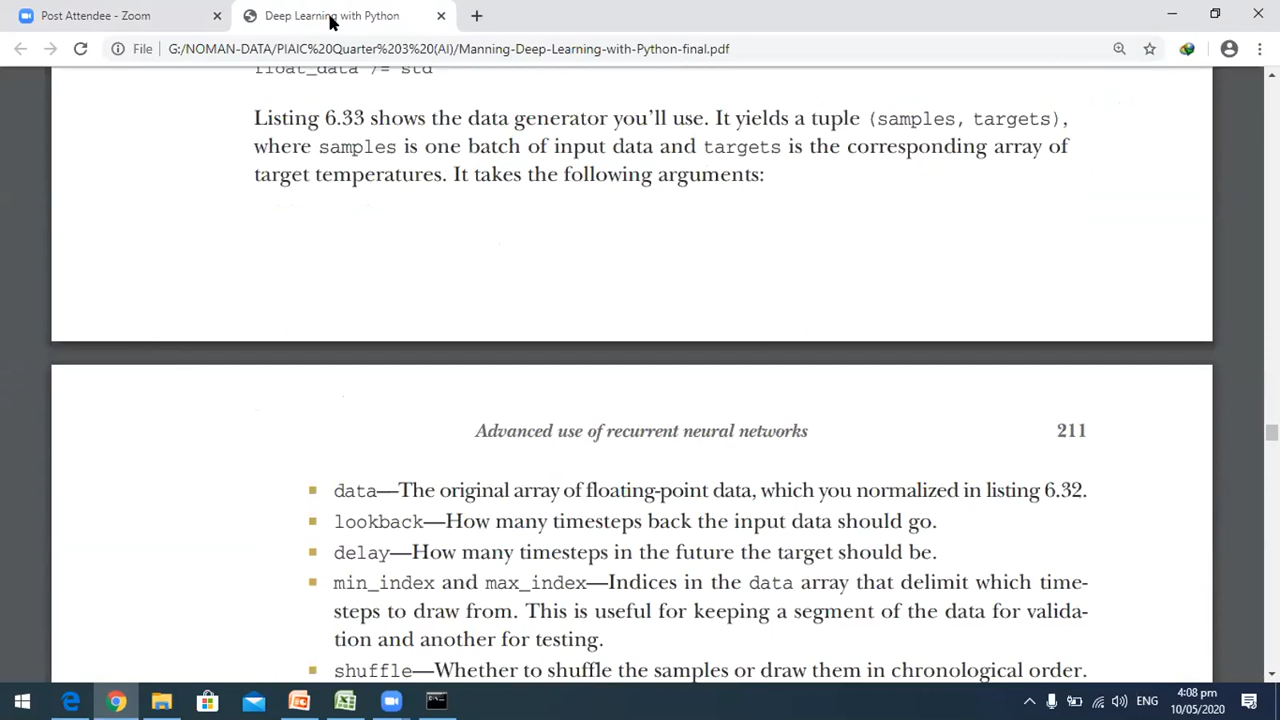 Post Attendee - Zoom
Deep Learning with Python
File
G:/NOMAN-DATA/PIAIC%20Quarter%203%20(AI)/Manning-Deep-Learning-with-Python-final.pdf
float_data /= std
Listing 6.33 shows the data generator you'll use. It yields a tuple (samples, targets),
where samples is one batch of input data and targets is the corresponding array of
target temperatures. It takes the following arguments:
Advanced use of recurrent neural networks
211
data—The original array of floating-point data, which you normalized in listing 6.32.
lookback—How many timesteps back the input data should go.
delay—How many timesteps in the future the target should be.
min_index and max_index—Indices in the data array that delimit which time-
steps to draw from. This is useful for keeping a segment of the data for valida-
tion and another for testing.
shuffle—Whether to shuffle the samples or draw them in chronological order.
ENG
4:08 pm
10/05/2020